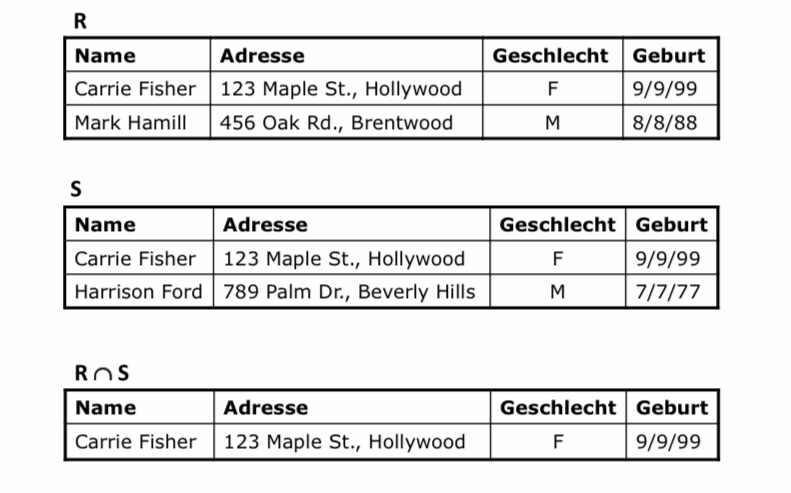 R
Name Adresse Geschlecht Geburt
Carrie Fisher 123 Maple St., Hollywood F 9/9/99
Mark Hamill 456 Oak Rd., Brentwood M 8/8/88
S
Name Adresse Geschlecht Geburt
Carrie Fisher 123 Maple St., Hollywood F 9/9/99
Harrison Ford 789 Palm Dr., Beverly Hills M 7/7/77
R ∩ S
Name Adresse Geschlecht Geburt
Carrie Fisher 123 Maple St., Hollywood F 9/9/99